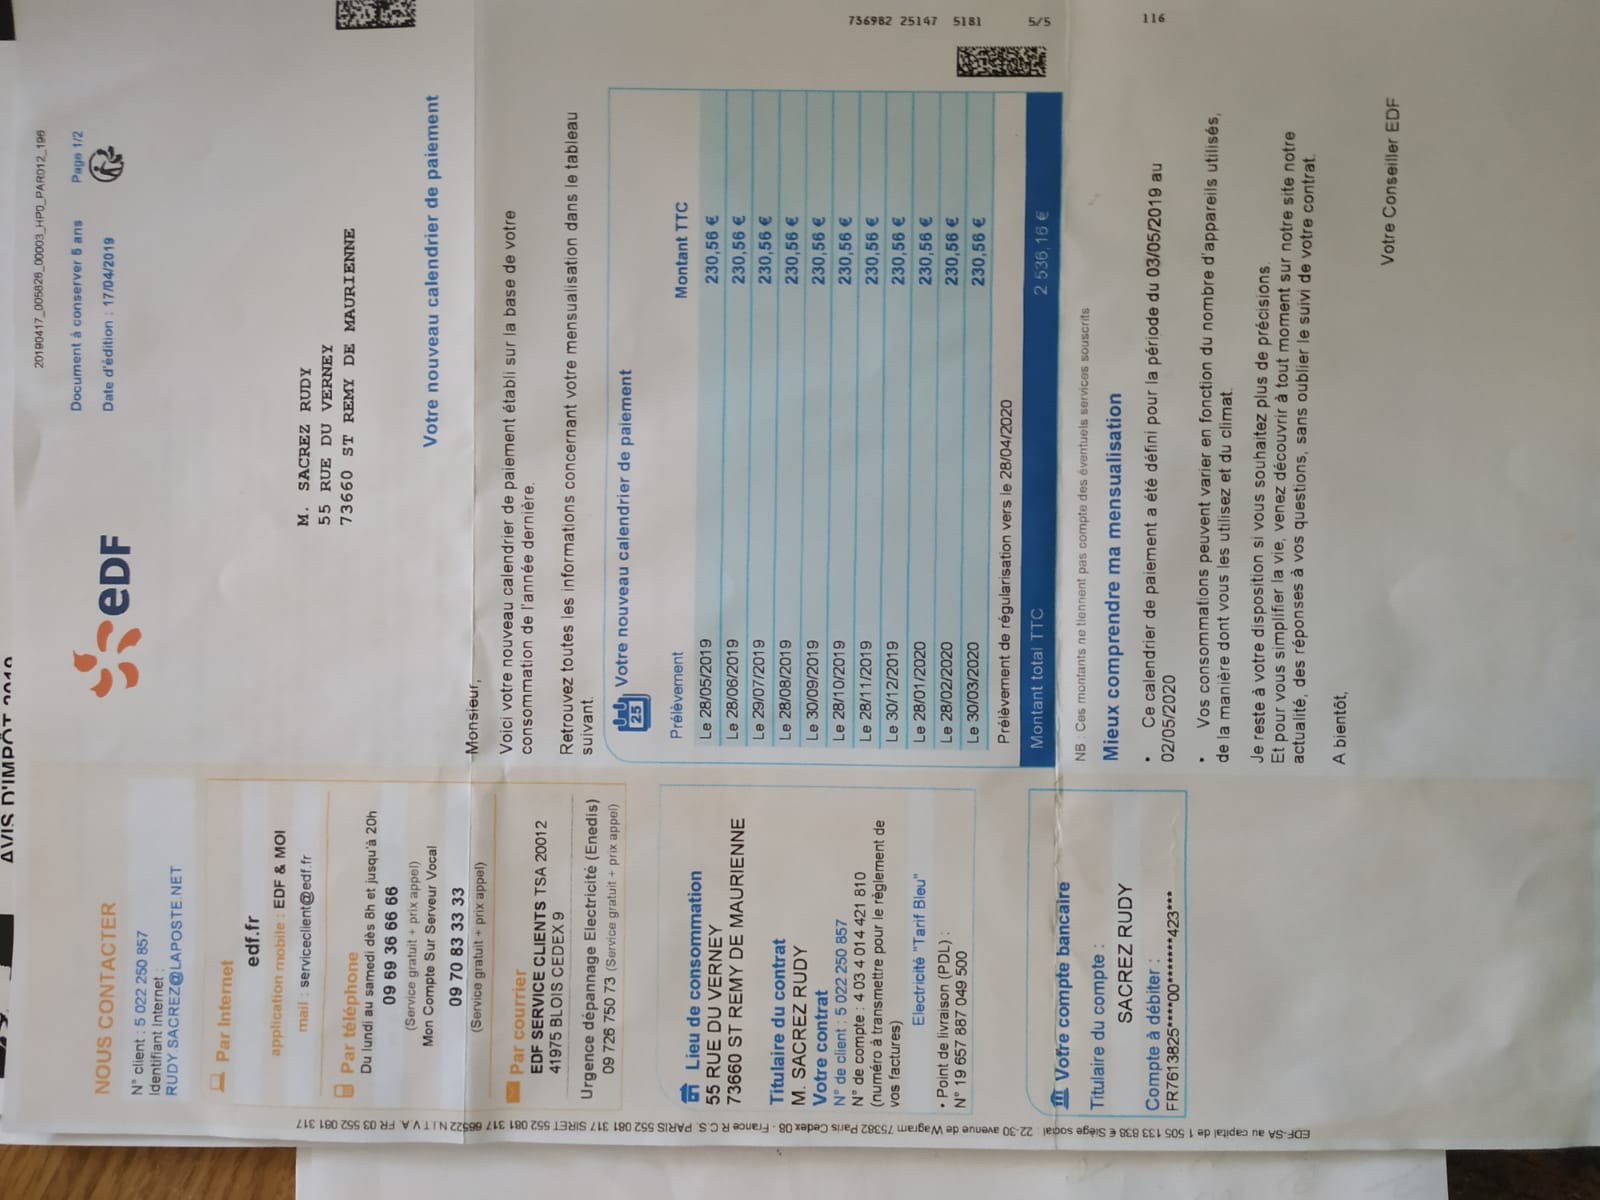 AVIS D'IMPÔT 2019
20190417_005826_00003_HP0_PAR012_196
Document à conserver 5 ans Page 1/2
Date d'édition : 17/04/2019
eDF
NOUS CONTACTER
N° client : 5 022 250 857
Identifiant Internet :
RUDY SACREZ@LAPOSTE.NET
Par Internet
edf.fr
application mobile : EDF & MOI
mail : serviceclient@edf.fr
Par téléphone
Du lundi au samedi dès 8h et jusqu'à 20h
09 69 36 66 66
(Service gratuit + prix appel)
Mon Compte Sur Serveur Vocal
09 70 83 33 33
(Service gratuit + prix appel)
Par courrier
EDF SERVICE CLIENTS TSA 20012
41975 BLOIS CEDEX 9
Urgence dépannage Electricité (Enedis)
09 726 750 73 (Service gratuit + prix appel)
Lieu de consommation
55 RUE DU VERNEY
73660 ST REMY DE MAURIENNE
Titulaire du contrat
M. SACREZ RUDY
Votre contrat
N° de client : 5 022 250 857
N° de compte : 4 03 4 014 421 810
(numéro à transmettre pour le règlement de
vos factures)
Electricité "Tarif Bleu"
• Point de livraison (PDL) :
N° 19 657 887 049 500
Votre compte bancaire
Titulaire du compte :
SACREZ RUDY
Compte à débiter :
M. SACREZ RUDY
55 RUE DU VERNEY
73660 ST REMY DE MAURIENNE
Votre nouveau calendrier de paiement
Monsieur,
Voici votre nouveau calendrier de paiement établi sur la base de votre
consommation de l'année dernière.
Retrouvez toutes les informations concernant votre mensualisation dans le tableau
suivant.
25 Votre nouveau calendrier de paiement
Prélèvement Montant TTC
Le 28/05/2019 230,56 €
Le 28/06/2019 230,56 €
Le 29/07/2019 230,56 €
Le 28/08/2019 230,56 €
Le 30/09/2019 230,56 €
Le 28/10/2019 230,56 €
Le 28/11/2019 230,56 €
Le 30/12/2019 230,56 €
Le 28/01/2020 230,56 €
Le 28/02/2020 230,56 €
Le 30/03/2020 230,56 €
Prélèvement de régularisation vers le 28/04/2020
Montant total TTC 2 536,16 €
NB : Ces montants ne tiennent pas compte des éventuels services souscrits
Mieux comprendre ma mensualisation
• Ce calendrier de paiement a été défini pour la période du 03/05/2019 au
02/05/2020
• Vos consommations peuvent varier en fonction du nombre d'appareils utilisés,
de la manière dont vous les utilisez et du climat.
Je reste à votre disposition si vous souhaitez plus de précisions.
Et pour vous simplifier la vie, venez découvrir à tout moment sur notre site notre
actualité, des réponses à vos questions, sans oublier le suivi de votre contrat.
A bientôt,
Votre Conseiller EDF
736982 25147 5181 5/5 116
EDF-SA au capital de 1 505 133 838 € Siège social : 22-30 avenue de Wagram 75382 Paris Cedex 08 - France R.C.S. PARIS 552 081 317 SIRET 552 081 317 66522 N.I.T.V.A. FR 03 552 081 317